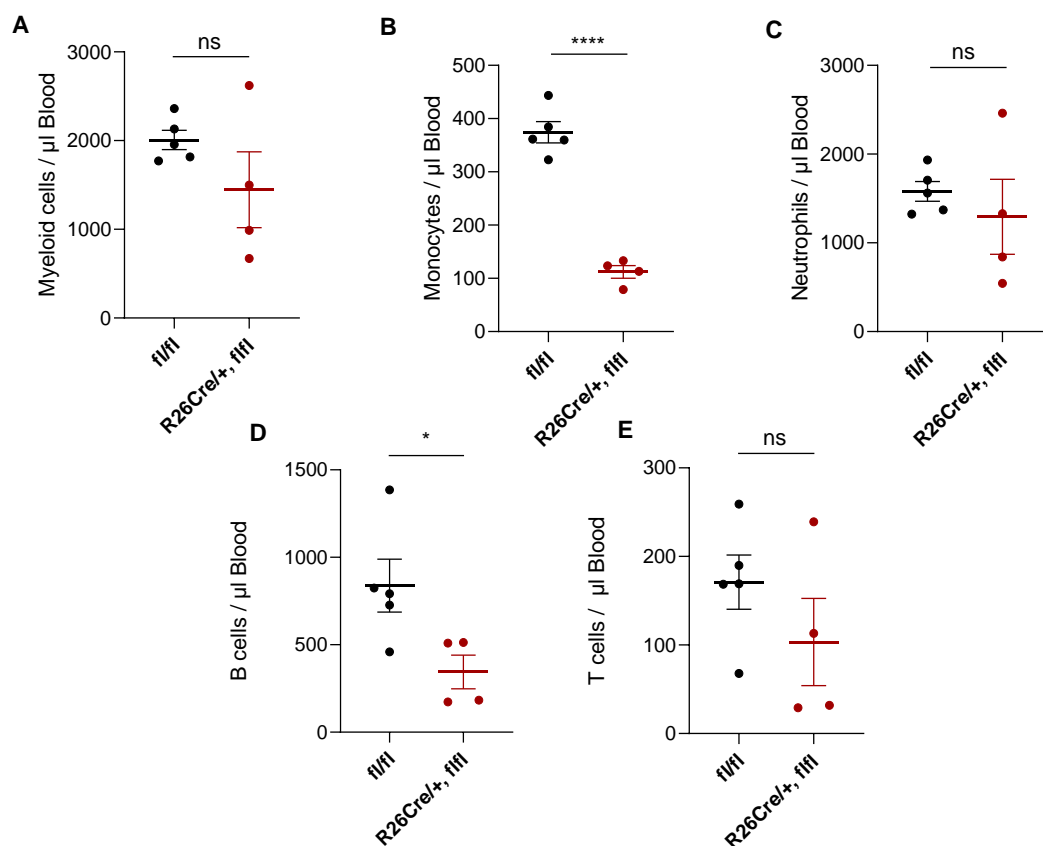 A
ns
Myeloid cells / µl Blood
3000
2000
1000
0
fl/fl
R26Cre/+, flfl
B
****
Monocytes / µl Blood
500
400
300
200
100
0
fl/fl
R26Cre/+, flfl
C
ns
Neutrophils / µl Blood
3000
2000
1000
0
fl/fl
R26Cre/+, flfl
D
*
B cells / µl Blood
1500
1000
500
0
fl/fl
R26Cre/+, flfl
E
ns
T cells / µl Blood
300
200
100
0
fl/fl
R26Cre/+, flfl